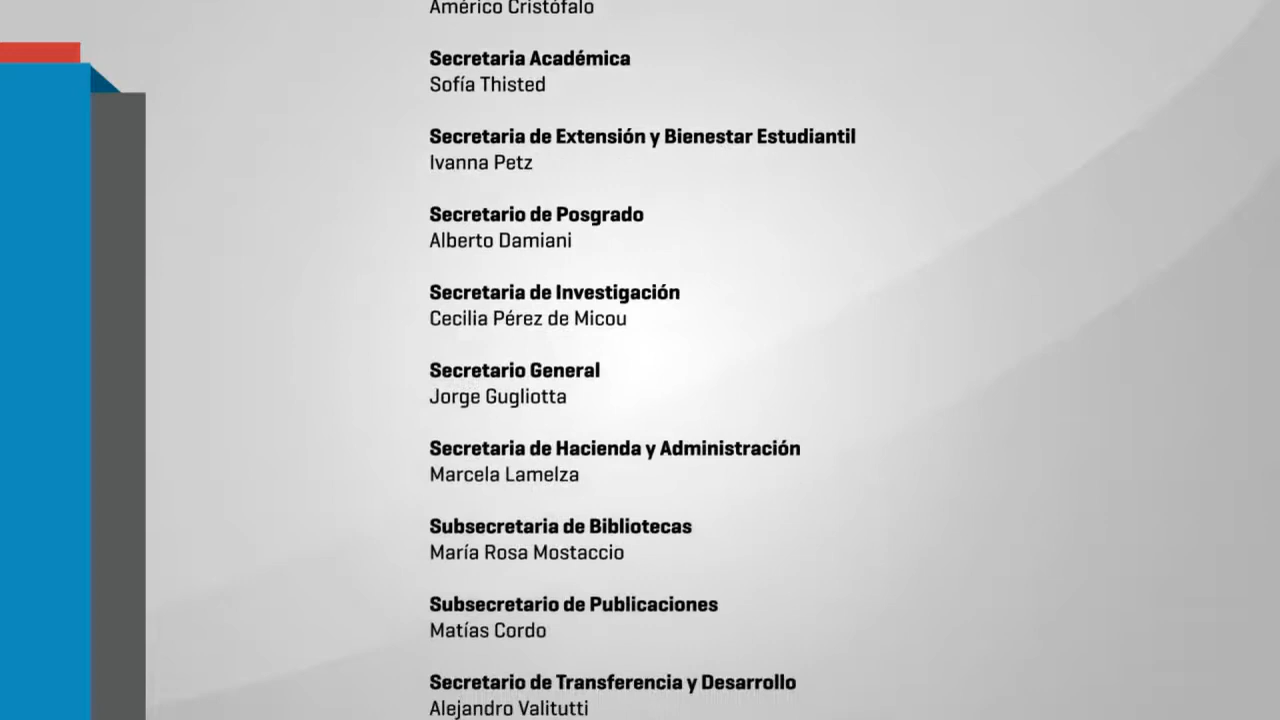 Américo Cristófalo
Secretaria Académica
Sofía Thisted
Secretaria de Extensión y Bienestar Estudiantil
Ivanna Petz
Secretario de Posgrado
Alberto Damiani
Secretaria de Investigación
Cecilia Pérez de Micou
Secretario General
Jorge Gugliotta
Secretaria de Hacienda y Administración
Marcela Lamelza
Subsecretaria de Bibliotecas
María Rosa Mostaccio
Subsecretario de Publicaciones
Matías Cordo
Secretario de Transferencia y Desarrollo
Alejandro Valitutti